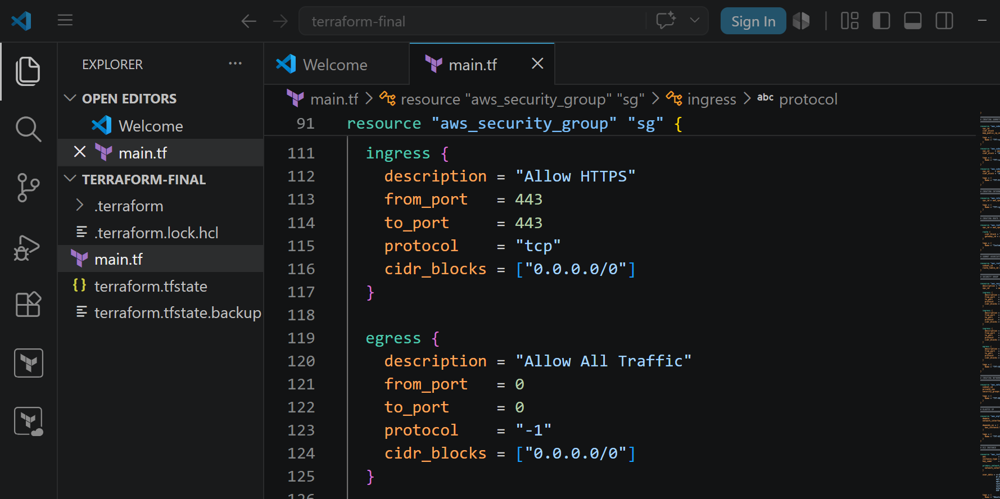 terraform-final
Sign In
EXPLORER
OPEN EDITORS
Welcome
main.tf
TERRAFORM-FINAL
.terraform
.terraform.lock.hcl
main.tf
{} terraform.tfstate
terraform.tfstate.backup
Welcome
main.tf
main.tf > resource "aws_security_group" "sg" > ingress > abc protocol
91 resource "aws_security_group" "sg" {
111 ingress {
112 description = "Allow HTTPS"
113 from_port = 443
114 to_port = 443
115 protocol = "tcp"
116 cidr_blocks = ["0.0.0.0/0"]
117 }
118
119 egress {
120 description = "Allow All Traffic"
121 from_port = 0
122 to_port = 0
123 protocol = "-1"
124 cidr_blocks = ["0.0.0.0/0"]
125 }
126